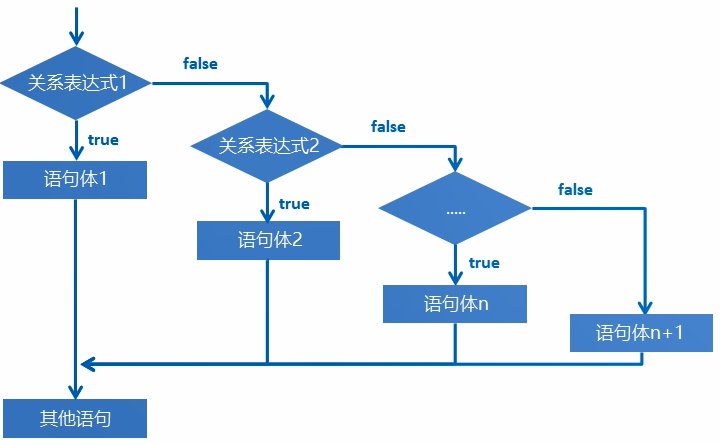 false
关系表达式1
false
true
关系表达式2
false
语句体1
true
.....
语句体2
true
语句体n
语句体n+1
其他语句